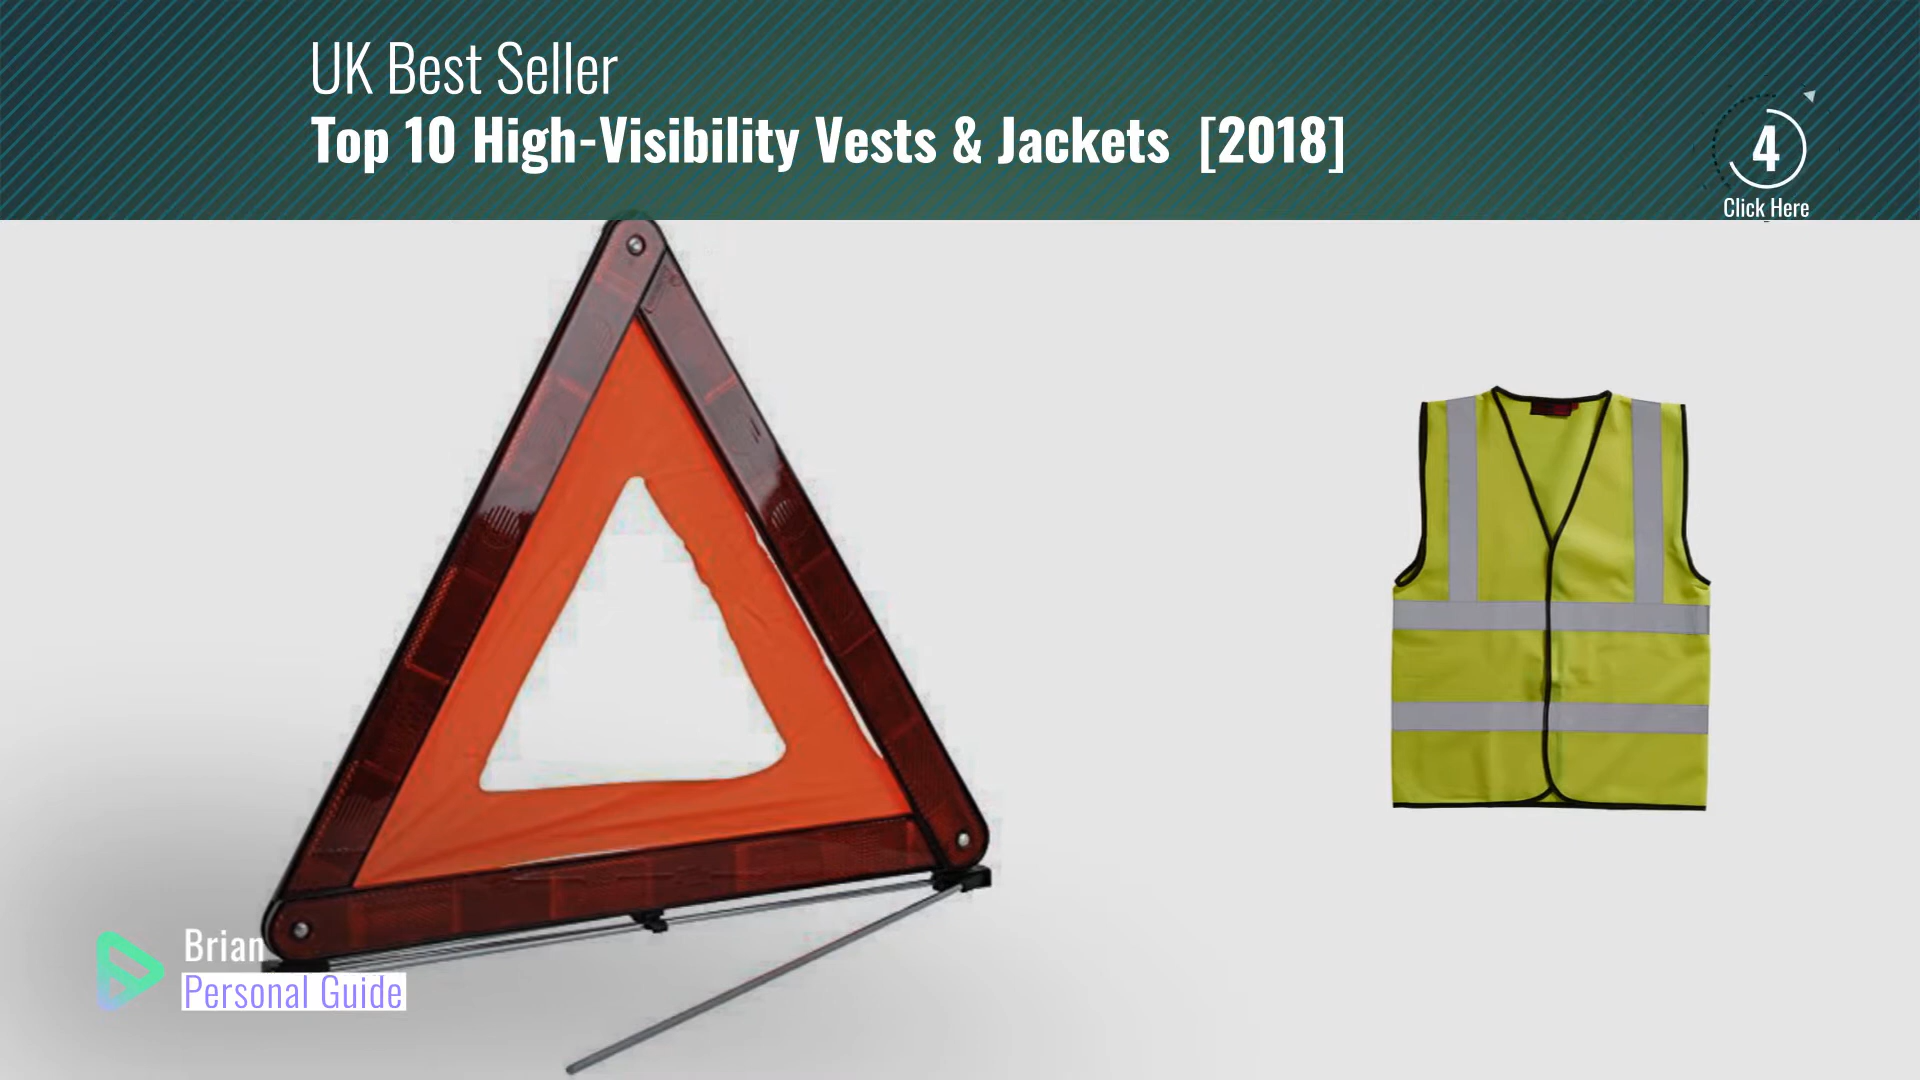 UK Best Seller
Top 10 High-Visibility Vests & Jackets [2018]
4
Click Here
Brian
Personal Guide